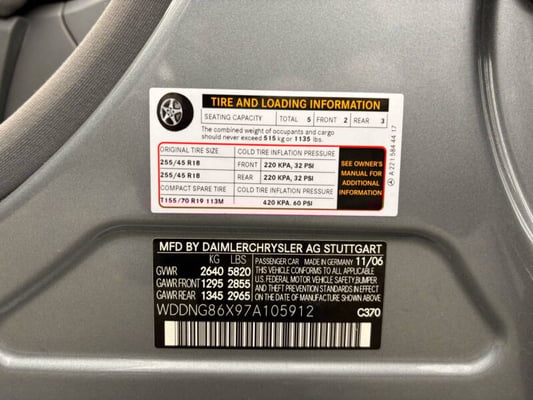 TIRE AND LOADING INFORMATION
SEATING CAPACITY TOTAL 5 FRONT 2 REAR 3
The combined weight of occupants and cargo
should never exceed 515 kg or 1135 lbs.
ORIGINAL TIRE SIZE COLD TIRE INFLATION PRESSURE
255/45 R18 FRONT 220 KPA, 32 PSI
255/45 R18 REAR 220 KPA, 32 PSI
COMPACT SPARE TIRE COLD TIRE INFLATION PRESSURE
T155/70 R19 113M 420 KPA. 60 PSI
SEE OWNER'S
MANUAL FOR
ADDITIONAL
INFORMATION
A 221 584 44 17
MFD BY DAIMLERCHRYSLER AG STUTTGART
KG LBS PASSENGER CAR MADE IN GERMANY 11/06
GVWR 2640 5820 THIS VEHICLE CONFORMS TO ALL APPLICABLE
GAWR FRONT 1295 2855 U.S. FEDERAL MOTOR VEHICLE SAFETY, BUMPER,
GAWR REAR 1345 2965 AND THEFT PREVENTION STANDARDS IN EFFECT
ON THE DATE OF MANUFACTURE SHOWN ABOVE.
WDDNG86X97A105912 C370